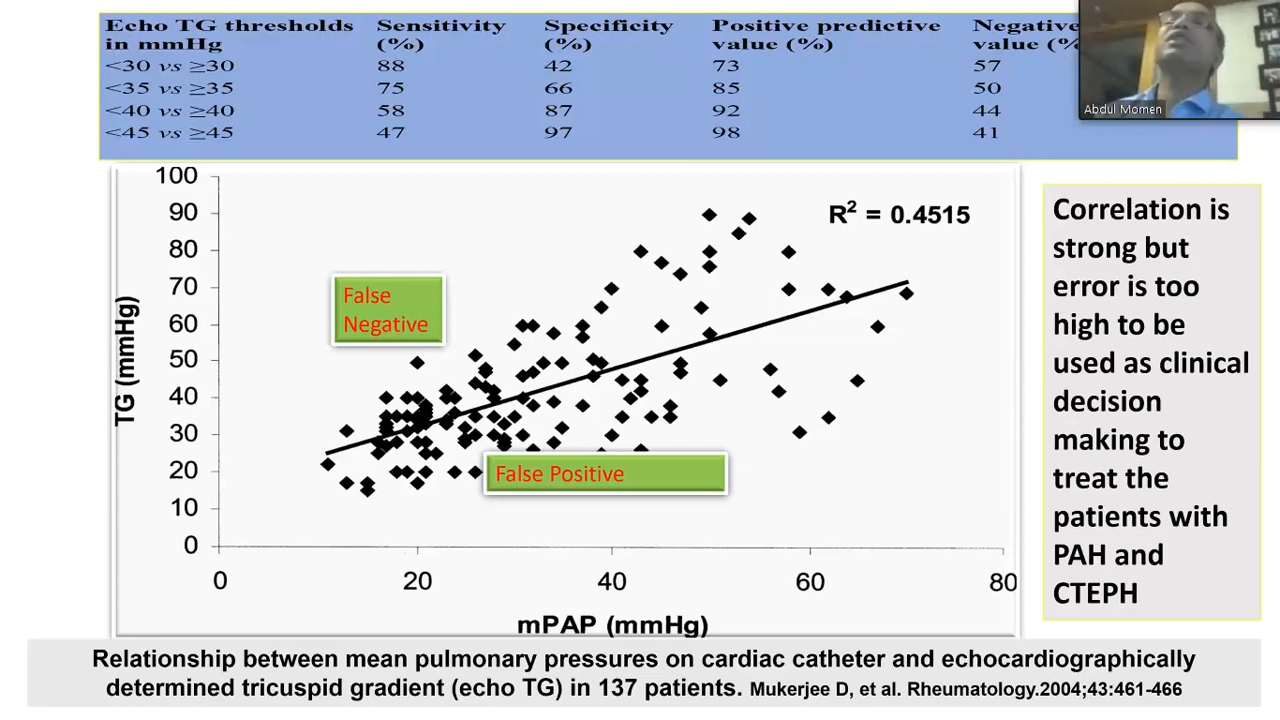 Echo TG thresholds Sensitivity Specificity Positive predictive Negative
in mmHg (%) (%) value (%) value (%
<30 vs ≥30 88 42 73 57
<35 vs ≥35 75 66 85 50
<40 vs ≥40 58 87 92 44
<45 vs ≥45 47 97 98 41
Abdul Momen
100
90
80
70
60
50
40
30
20
10
0
TG (mmHg)
R² = 0.4515
False
Negative
False Positive
0 20 40 60 80
mPAP (mmHg)
Correlation is
strong but
error is too
high to be
used as clinical
decision
making to
treat the
patients with
PAH and
CTEPH
Relationship between mean pulmonary pressures on cardiac catheter and echocardiographically
determined tricuspid gradient (echo TG) in 137 patients. Mukerjee D, et al. Rheumatology.2004;43:461-466